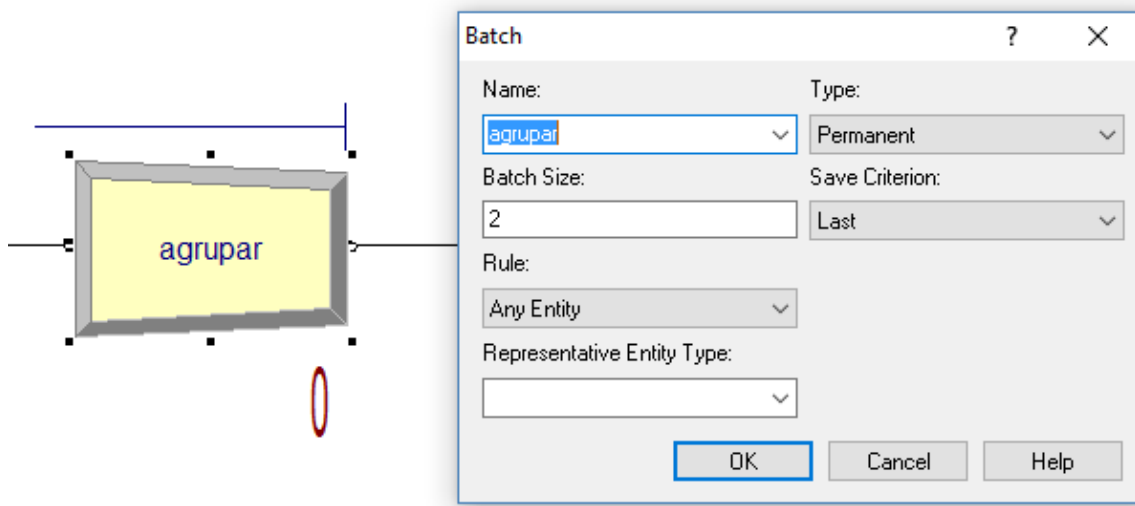 agrupar
0
Batch ?
Name: Type:
agrupar Permanent
Batch Size: Save Criterion:
2 Last
Rule:
Any Entity
Representative Entity Type:
OK Cancel Help